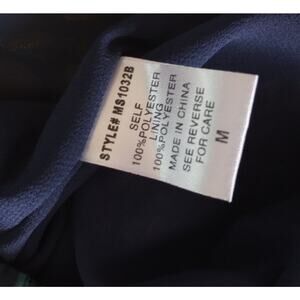 STYLE# MS1032B
SELF
100%POLYESTER
LINING
100%POLYESTER
MADE IN CHINA
SEE REVERSE
FOR CARE
M